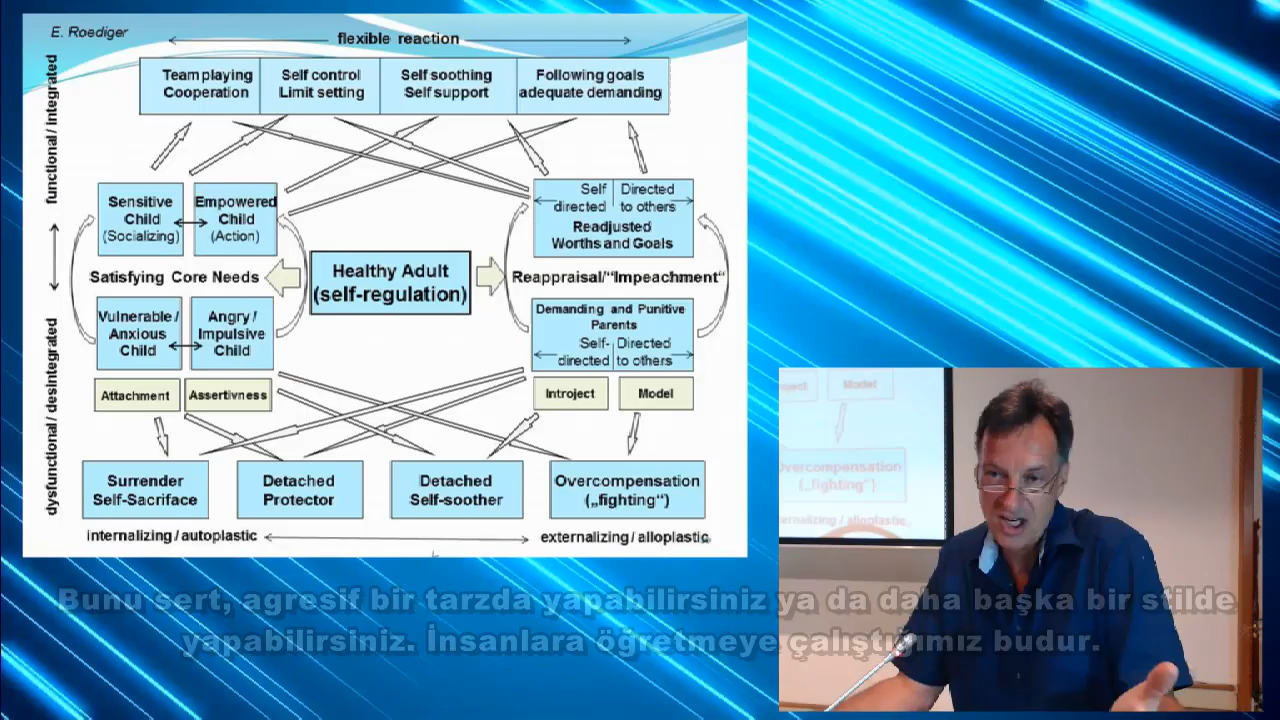 E. Roediger
flexible reaction
functional / integrated
Team playing
Cooperation
Self control
Limit setting
Self soothing
Self support
Following goals
adequate demanding
Sensitive
Child
(Socializing)
Empowered
Child
(Action)
Self
directed
Directed
to others
Readjusted
Worths and Goals
Satisfying Core Needs
Healthy Adult
(self-regulation)
Reappraisal/"Impeachment"
dysfunctional / desintegrated
Vulnerable /
Anxious
Child
Angry /
Impulsive
Child
Demanding and Punitive
Parents
Self-
directed
Directed
to others
Attachment
Assertivness
Introject
Model
Surrender
Self-Sacriface
Detached
Protector
Detached
Self-soother
Overcompensation
(„fighting“)
internalizing / autoplastic
externalizing / alloplastic
Model
vercompensation
(„fighting“)
ernalizing / alloplastic
Bunu sert, agresif bir tarzda yapabilirsiniz ya da daha başka bir stilde
yapabilirsiniz. İnsanlara öğretmeye çalıştığımız budur.